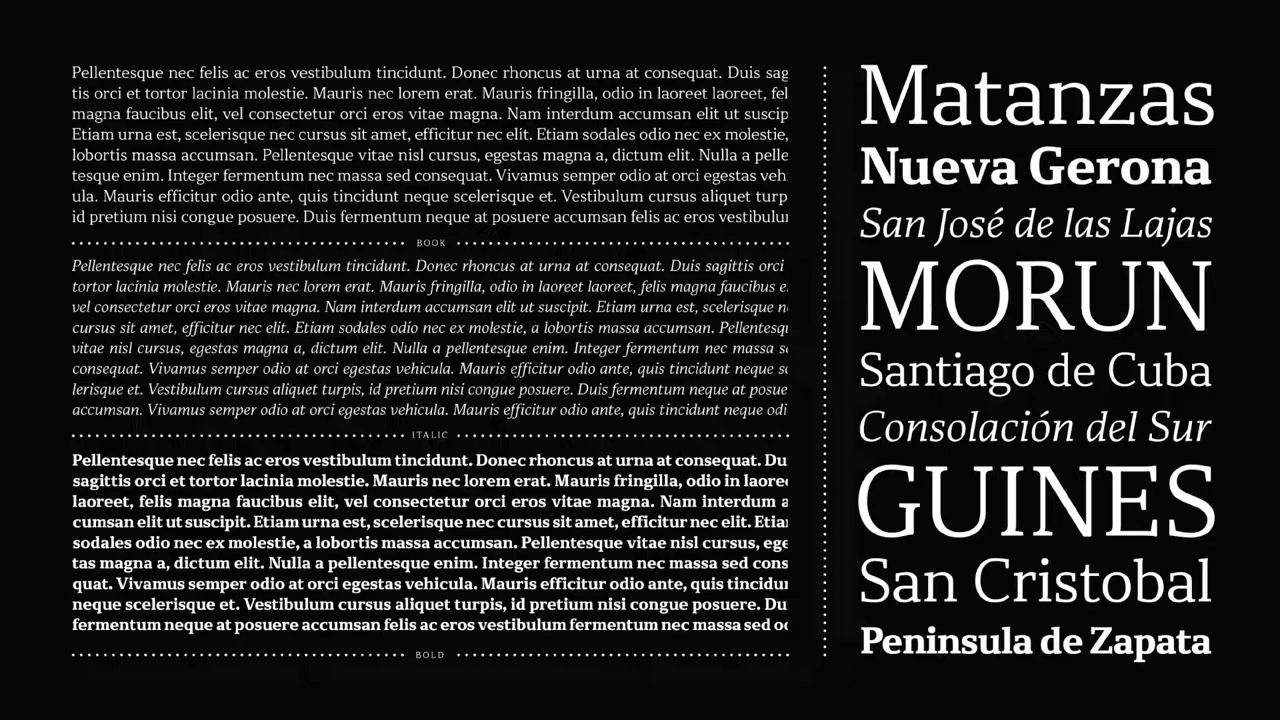 Pellentesque nec felis ac eros vestibulum tincidunt. Donec rhoncus at urna at consequat. Duis sag
tis orci et tortor lacinia molestie. Mauris nec lorem erat. Mauris fringilla, odio in laoreet laoreet, fel
magna faucibus elit, vel consectetur orci eros vitae magna. Nam interdum accumsan elit ut suscip
Etiam urna est, scelerisque nec cursus sit amet, efficitur nec elit. Etiam sodales odio nec ex molestie,
lobortis massa accumsan. Pellentesque vitae nisl cursus, egestas magna a, dictum elit. Nulla a pelle
tesque enim. Integer fermentum nec massa sed consequat. Vivamus semper odio at orci egestas veh
ula. Mauris efficitur odio ante, quis tincidunt neque scelerisque et. Vestibulum cursus aliquet turp
id pretium nisi congue posuere. Duis fermentum neque at posuere accumsan felis ac eros vestibulu
BOOK
Pellentesque nec felis ac eros vestibulum tincidunt. Donec rhoncus at urna at consequat. Duis sagittis orci
tortor lacinia molestie. Mauris nec lorem erat. Mauris fringilla, odio in laoreet laoreet, felis magna faucibus e
vel consectetur orci eros vitae magna. Nam interdum accumsan elit ut suscipit. Etiam urna est, scelerisque n
cursus sit amet, efficitur nec elit. Etiam sodales odio nec ex molestie, a lobortis massa accumsan. Pellentesqu
vitae nisl cursus, egestas magna a, dictum elit. Nulla a pellentesque enim. Integer fermentum nec massa s
consequat. Vivamus semper odio at orci egestas vehicula. Mauris efficitur odio ante, quis tincidunt neque sc
lerisque et. Vestibulum cursus aliquet turpis, id pretium nisi congue posuere. Duis fermentum neque at posue
accumsan. Vivamus semper odio at orci egestas vehicula. Mauris efficitur odio ante, quis tincidunt neque odi
ITALIC
Pellentesque nec felis ac eros vestibulum tincidunt. Donec rhoncus at urna at consequat. Du
sagittis orci et tortor lacinia molestie. Mauris nec lorem erat. Mauris fringilla, odio in laore
laoreet, felis magna faucibus elit, vel consectetur orci eros vitae magna. Nam interdum a
cumsan elit ut suscipit. Etiam urna est, scelerisque nec cursus sit amet, efficitur nec elit. Etia
sodales odio nec ex molestie, a lobortis massa accumsan. Pellentesque vitae nisl cursus, ege
tas magna a, dictum elit. Nulla a pellentesque enim. Integer fermentum nec massa sed cons
quat. Vivamus semper odio at orci egestas vehicula. Mauris efficitur odio ante, quis tincidu
neque scelerisque et. Vestibulum cursus aliquet turpis, id pretium nisi congue posuere. Du
fermentum neque at posuere accumsan felis ac eros vestibulum fermentum nec massa sed o
BOLD
Matanzas
Nueva Gerona
San José de las Lajas
MORUN
Santiago de Cuba
Consolación del Sur
GUINES
San Cristobal
Peninsula de Zapata